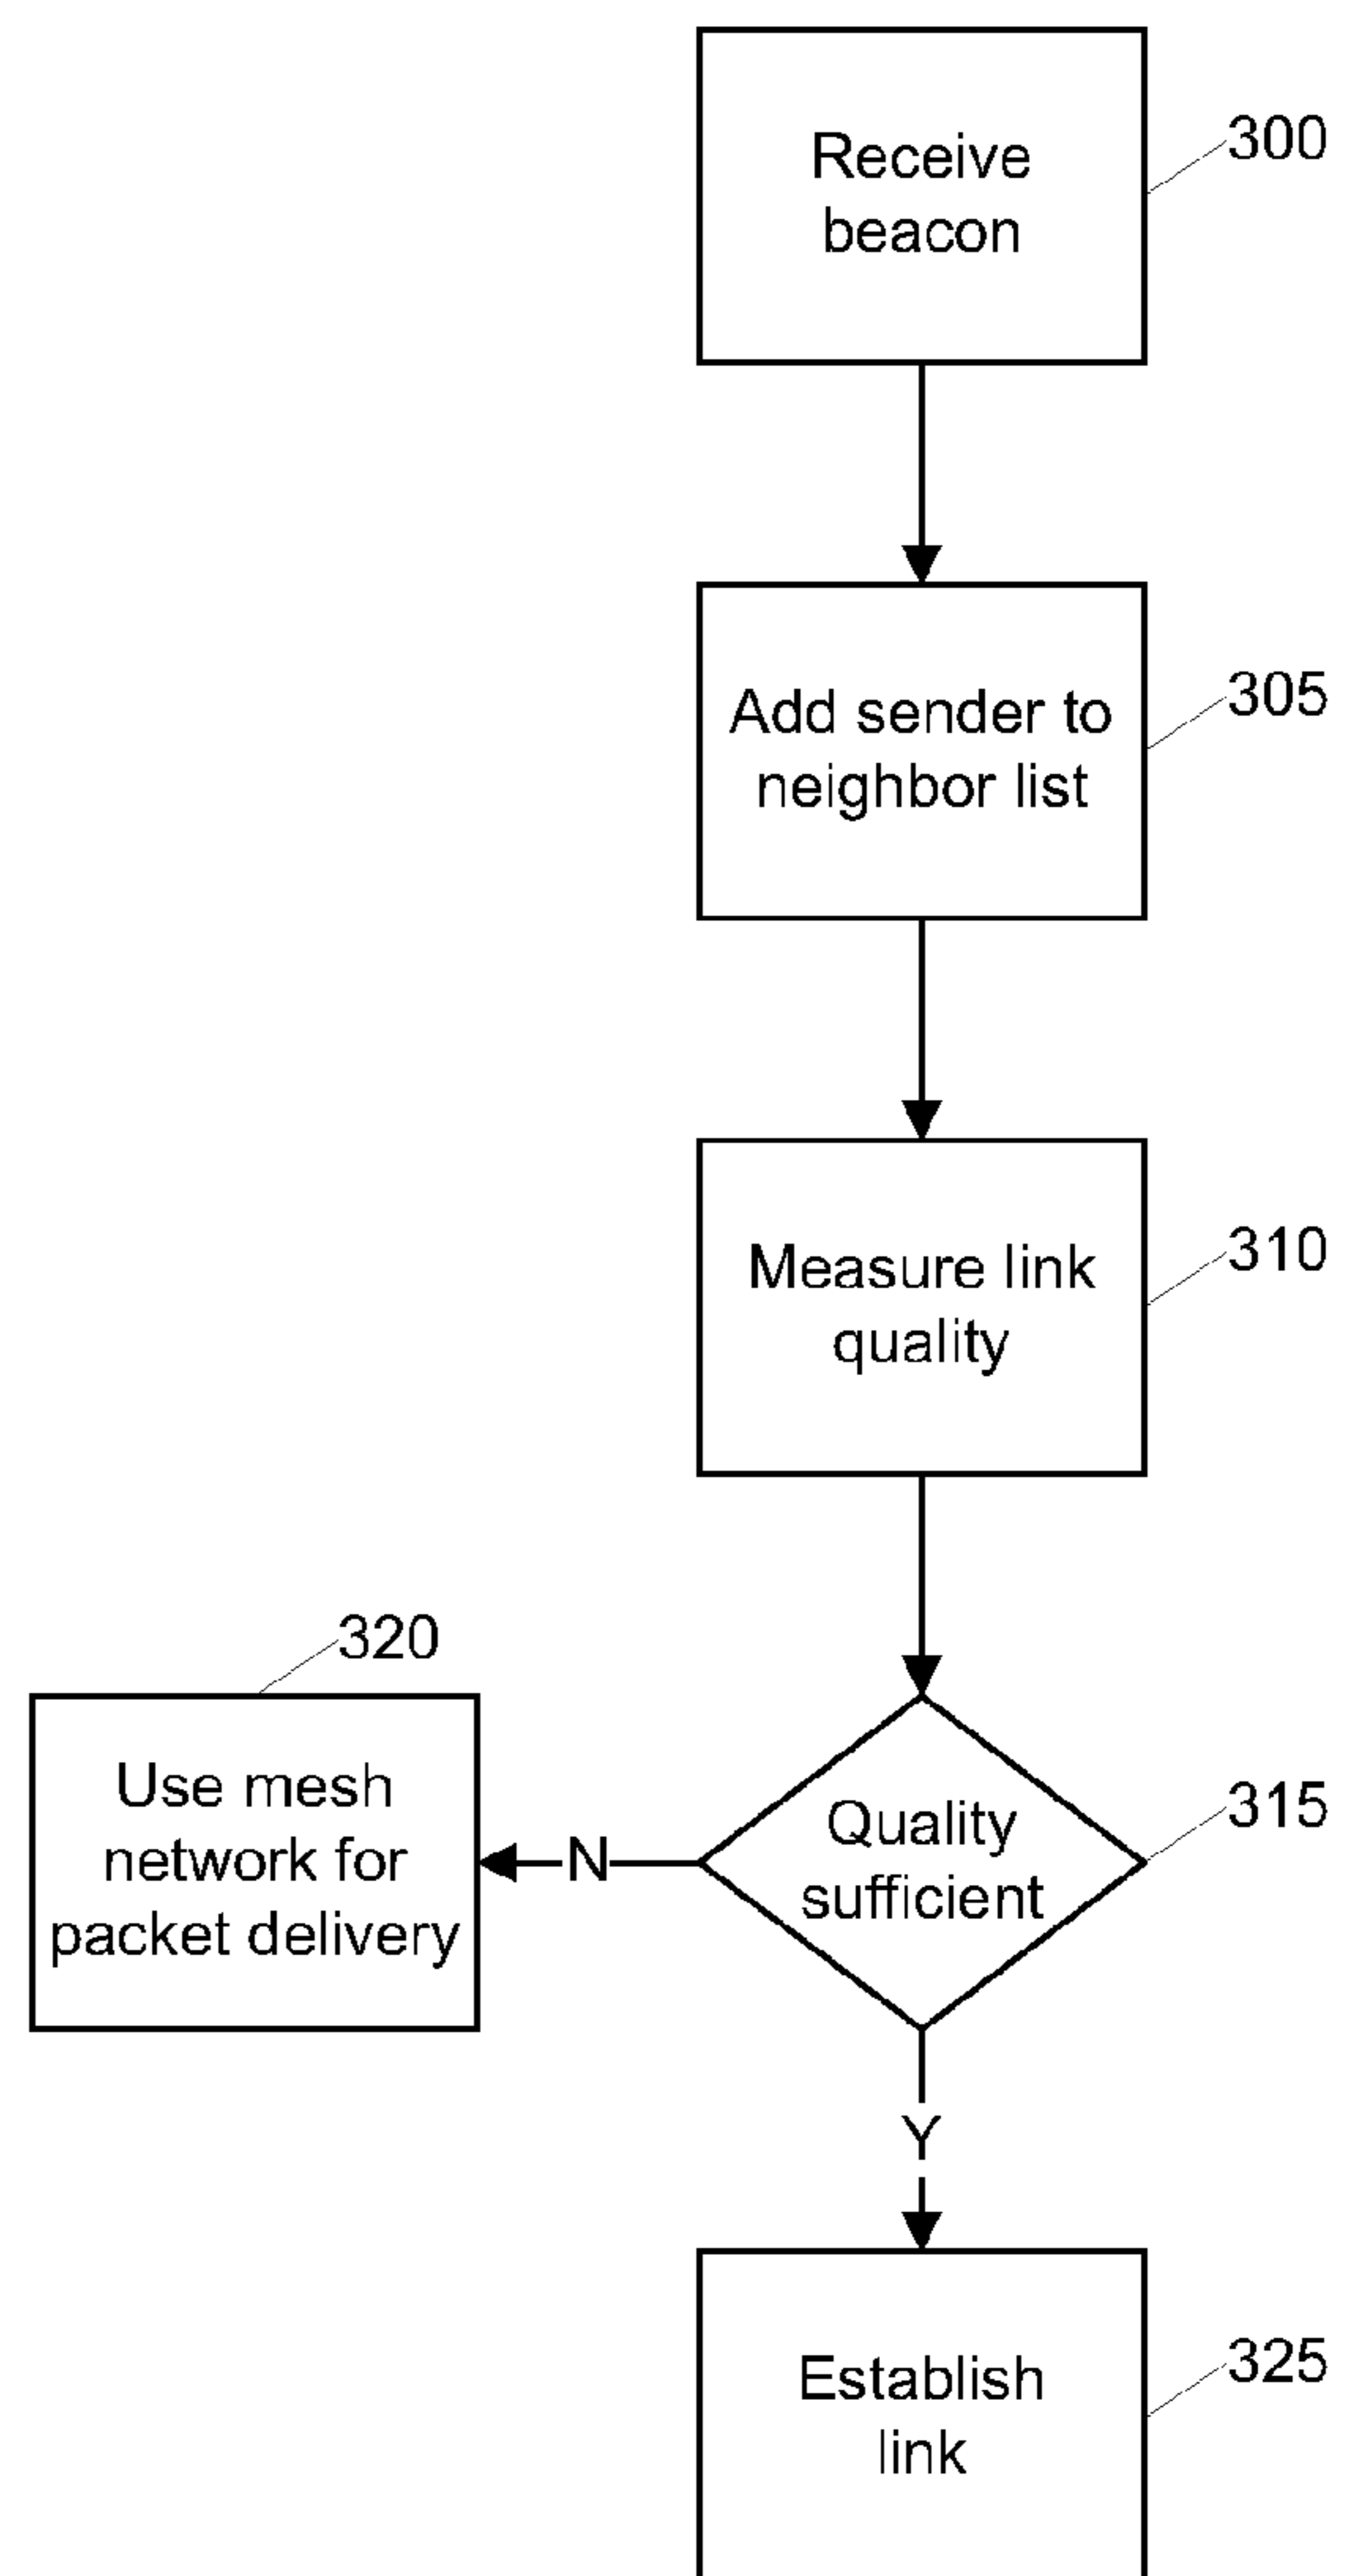 Receive
beacon
300
Add sender to
neighbor list
305
Measure link
quality
310
320
Use mesh
network for
packet delivery
N
Quality
sufficient
315
Y
Establish
link
325